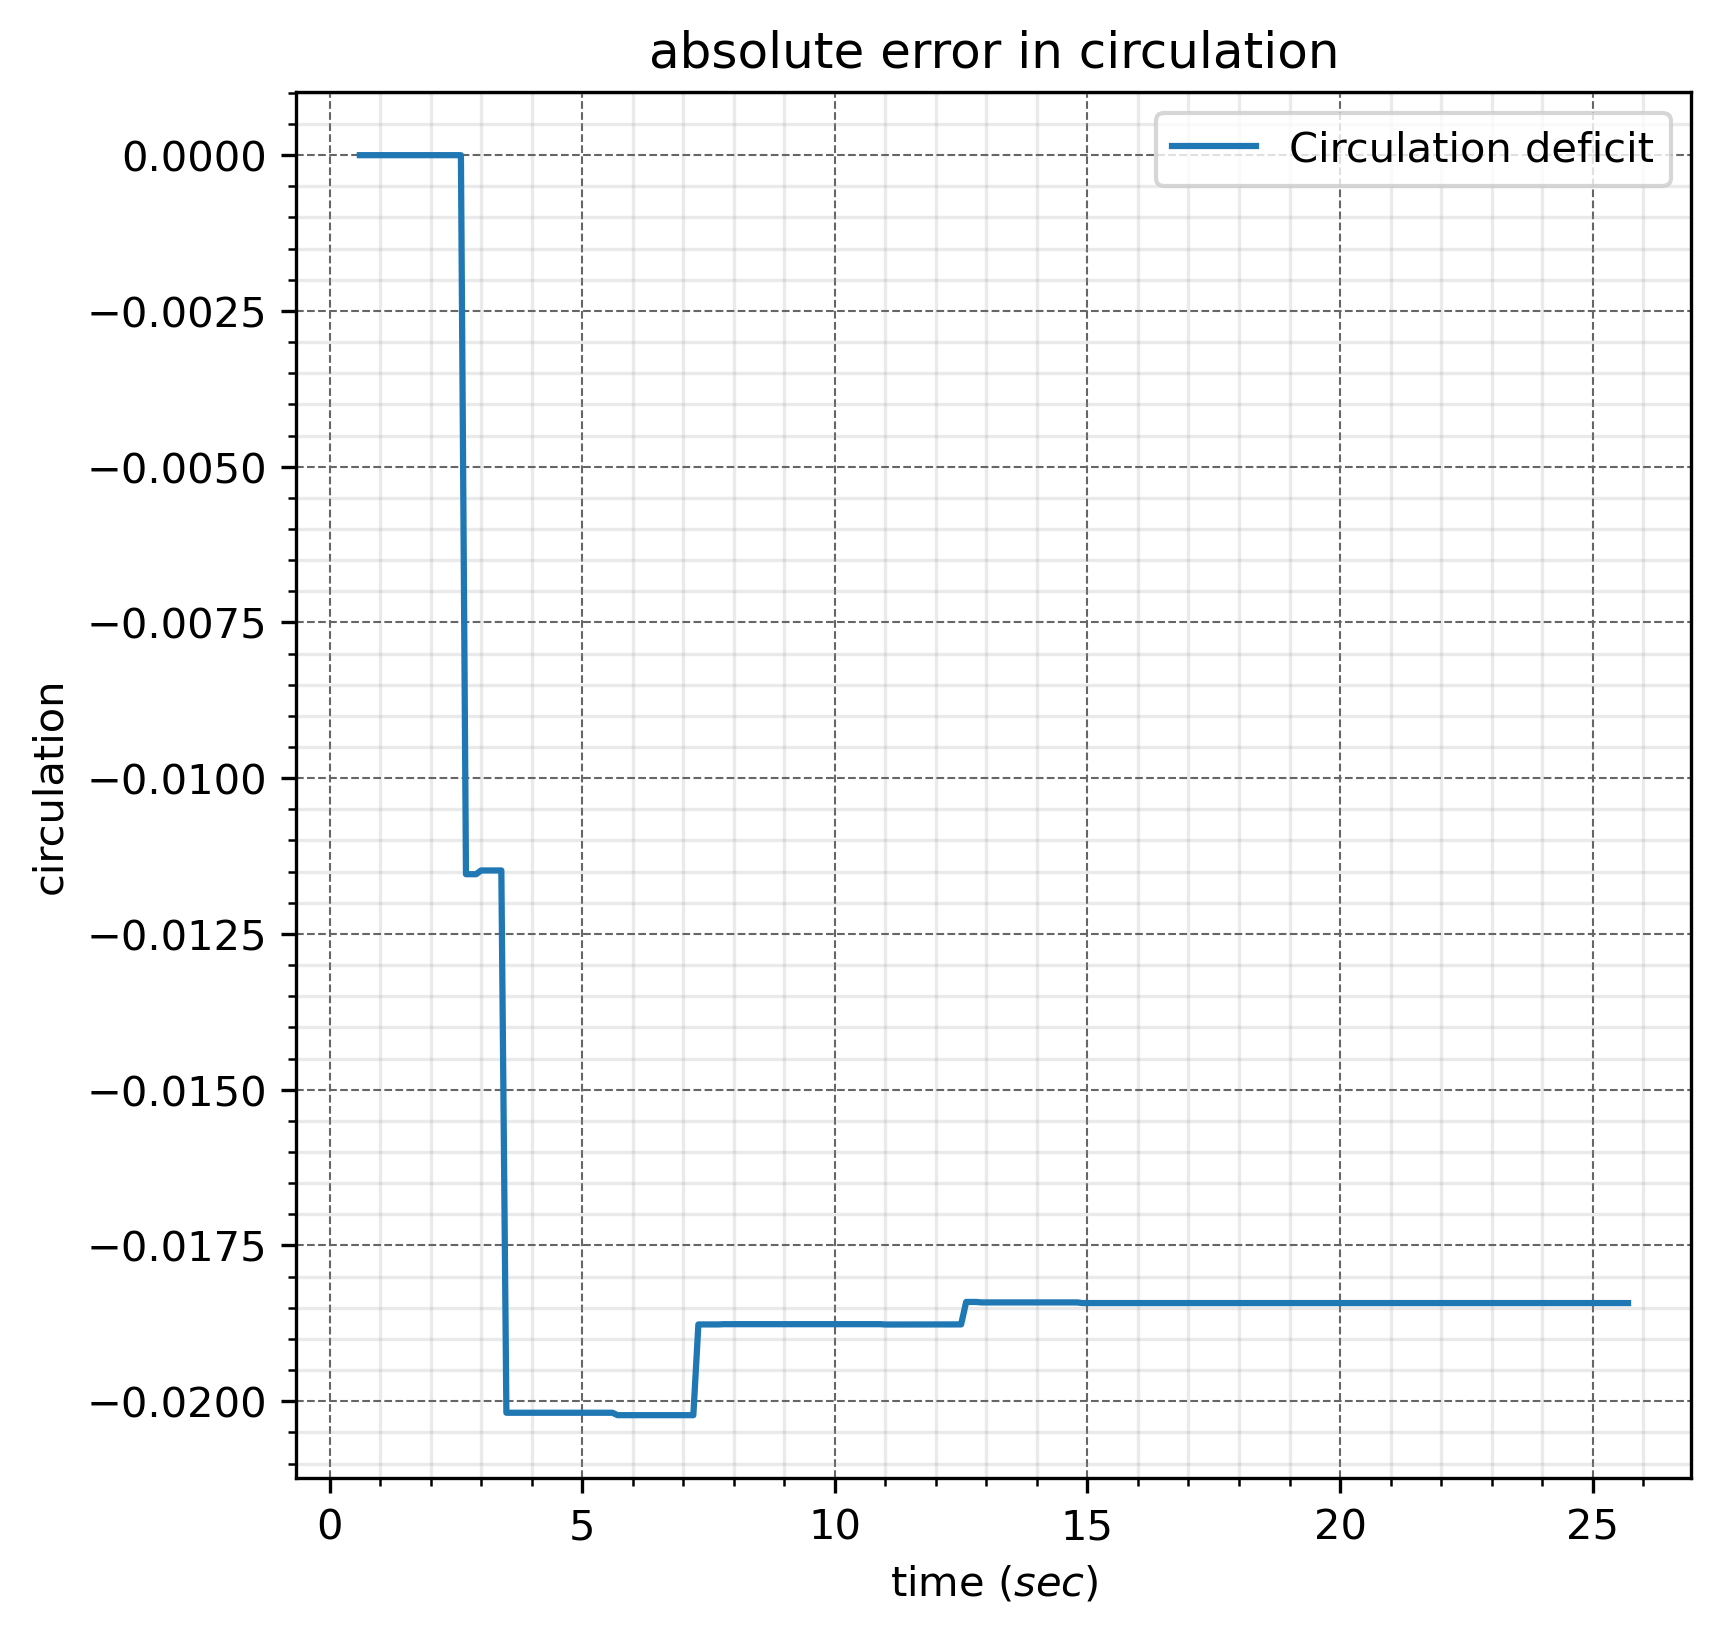 absolute error in circulation
Circulation deficit
0.0000
−0.0025
−0.0050
−0.0075
−0.0100
−0.0125
−0.0150
−0.0175
−0.0200
circulation
0 5 10 15 20 25
time (sec)